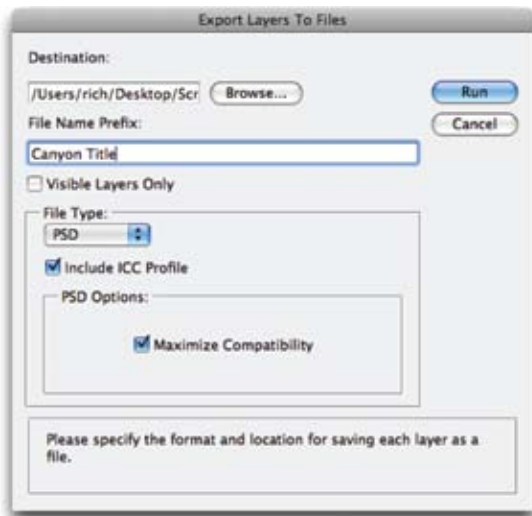 Export Layers To Files
Destination:
/Users/rich/Desktop/Scr
Browse...
Run
File Name Prefix:
Cancel
Canyon Title
Visible Layers Only
File Type:
PSD
Include ICC Profile
PSD Options:
Maximize Compatibility
Please specify the format and location for saving each layer as a
file.